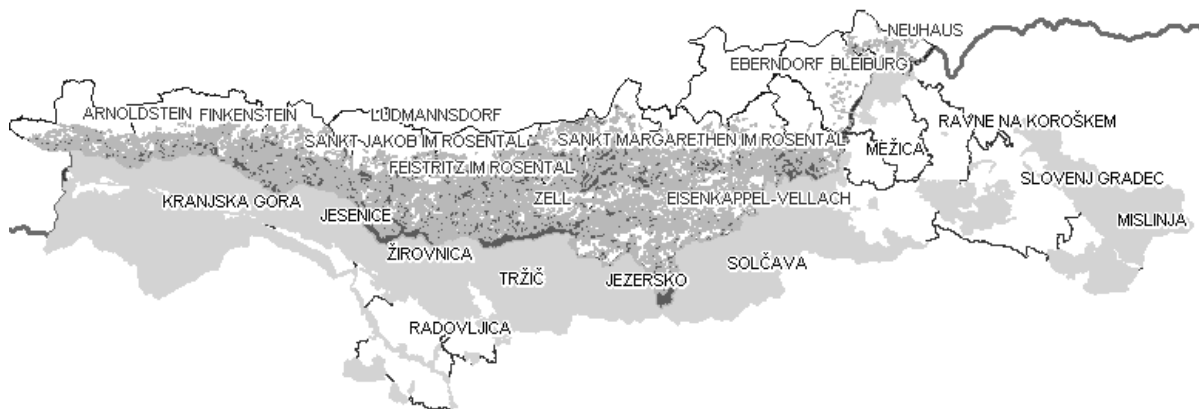 NEUHAUS
EBERNDORF BLEIBURG
ARNOLDSTEIN FINKENSTEIN LUDMANNSDORF
RAVNE NA KOROŠKEM
SANKT JAKOB IM ROSENTAL SANKT MARGARETHEN IM ROSENTAL
MEŽICA
FEISTRITZ IM ROSENTAL
SLOVENJ GRADEC
KRANJSKA GORA
ZELL
EISENKAPPEL-VELLACH
JESENICE
MISLINJA
ŽIROVNICA
SOLČAVA
TRŽIČ
JEZERSKO
RADOVLJICA